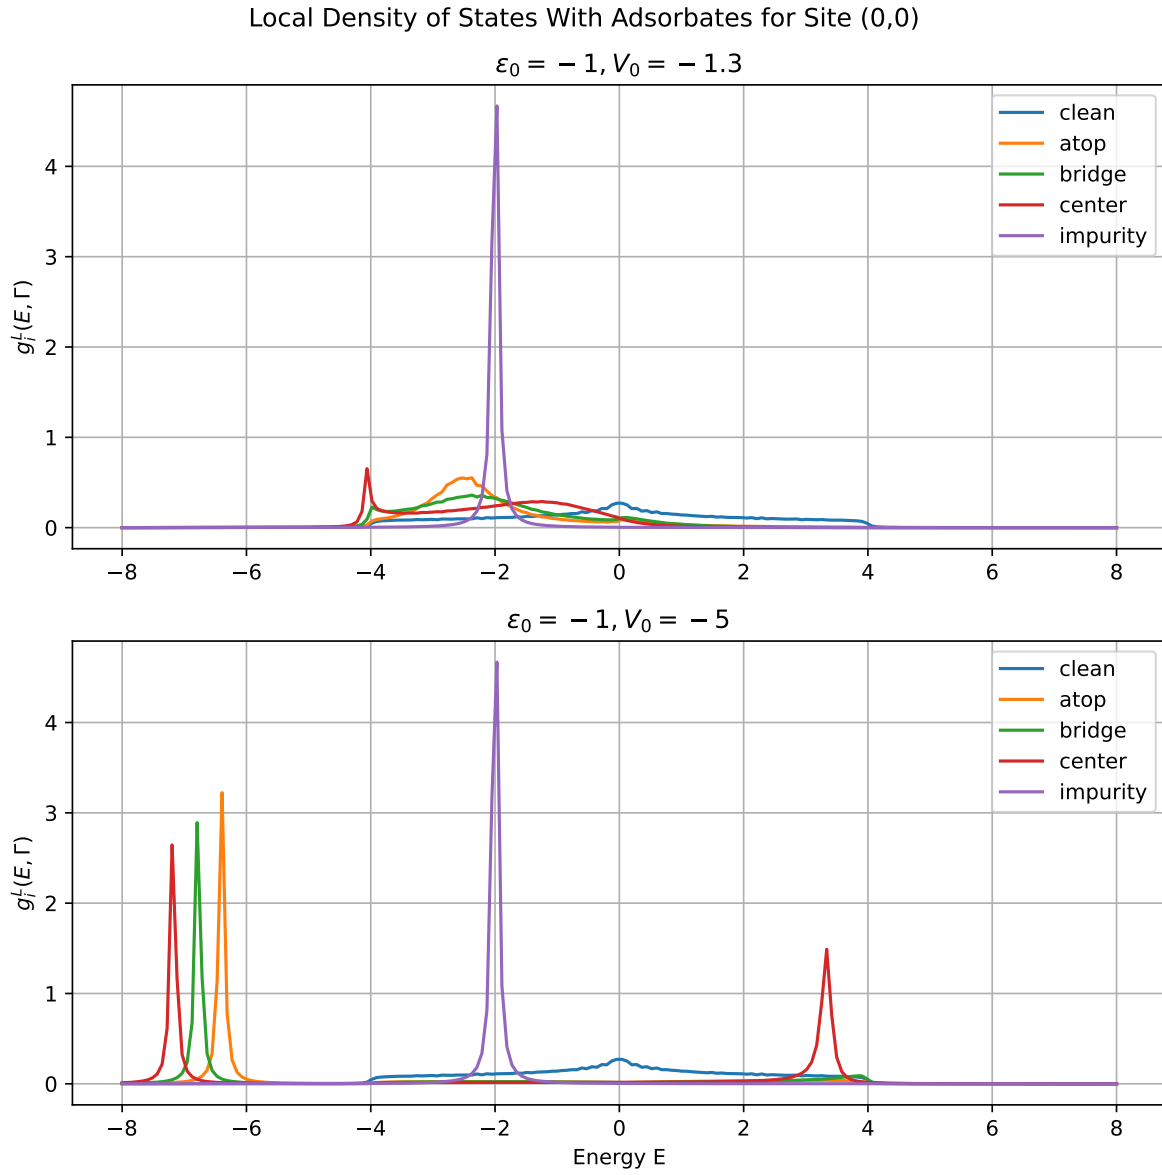 Local Density of States With Adsorbates for Site (0,0)
ε₀ = −1, V₀ = −1.3
clean
atop
bridge
center
impurity
gᵢᴸ(E, Γ)
4
3
2
1
0
−8 −6 −4 −2 0 2 4 6 8
ε₀ = −1, V₀ = −5
clean
atop
bridge
center
impurity
gᵢᴸ(E, Γ)
4
3
2
1
0
−8 −6 −4 −2 0 2 4 6 8
Energy E